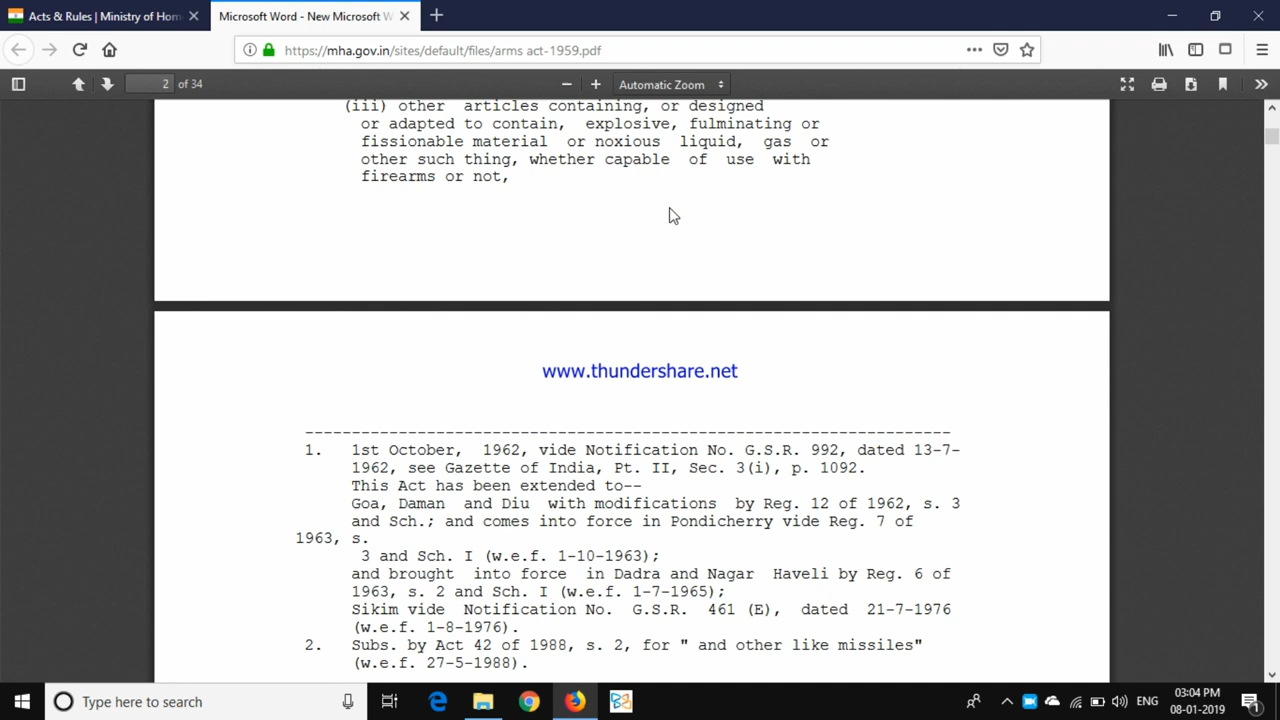 Acts & Rules | Ministry of Hom
Microsoft Word - New Microsoft W
https://mha.gov.in/sites/default/files/arms act-1959.pdf
2 of 34
Automatic Zoom
(iii) other articles containing, or designed
or adapted to contain, explosive, fulminating or
fissionable material or noxious liquid, gas or
other such thing, whether capable of use with
firearms or not,
www.thundershare.net
---------------------------------------------------------------------
1. 1st October, 1962, vide Notification No. G.S.R. 992, dated 13-7-
1962, see Gazette of India, Pt. II, Sec. 3(i), p. 1092.
This Act has been extended to--
Goa, Daman and Diu with modifications by Reg. 12 of 1962, s. 3
and Sch.; and comes into force in Pondicherry vide Reg. 7 of
1963, s.
3 and Sch. I (w.e.f. 1-10-1963);
and brought into force in Dadra and Nagar Haveli by Reg. 6 of
1963, s. 2 and Sch. I (w.e.f. 1-7-1965);
Sikim vide Notification No. G.S.R. 461 (E), dated 21-7-1976
(w.e.f. 1-8-1976).
2. Subs. by Act 42 of 1988, s. 2, for " and other like missiles"
(w.e.f. 27-5-1988).
Type here to search
ENG
03:04 PM
08-01-2019
1